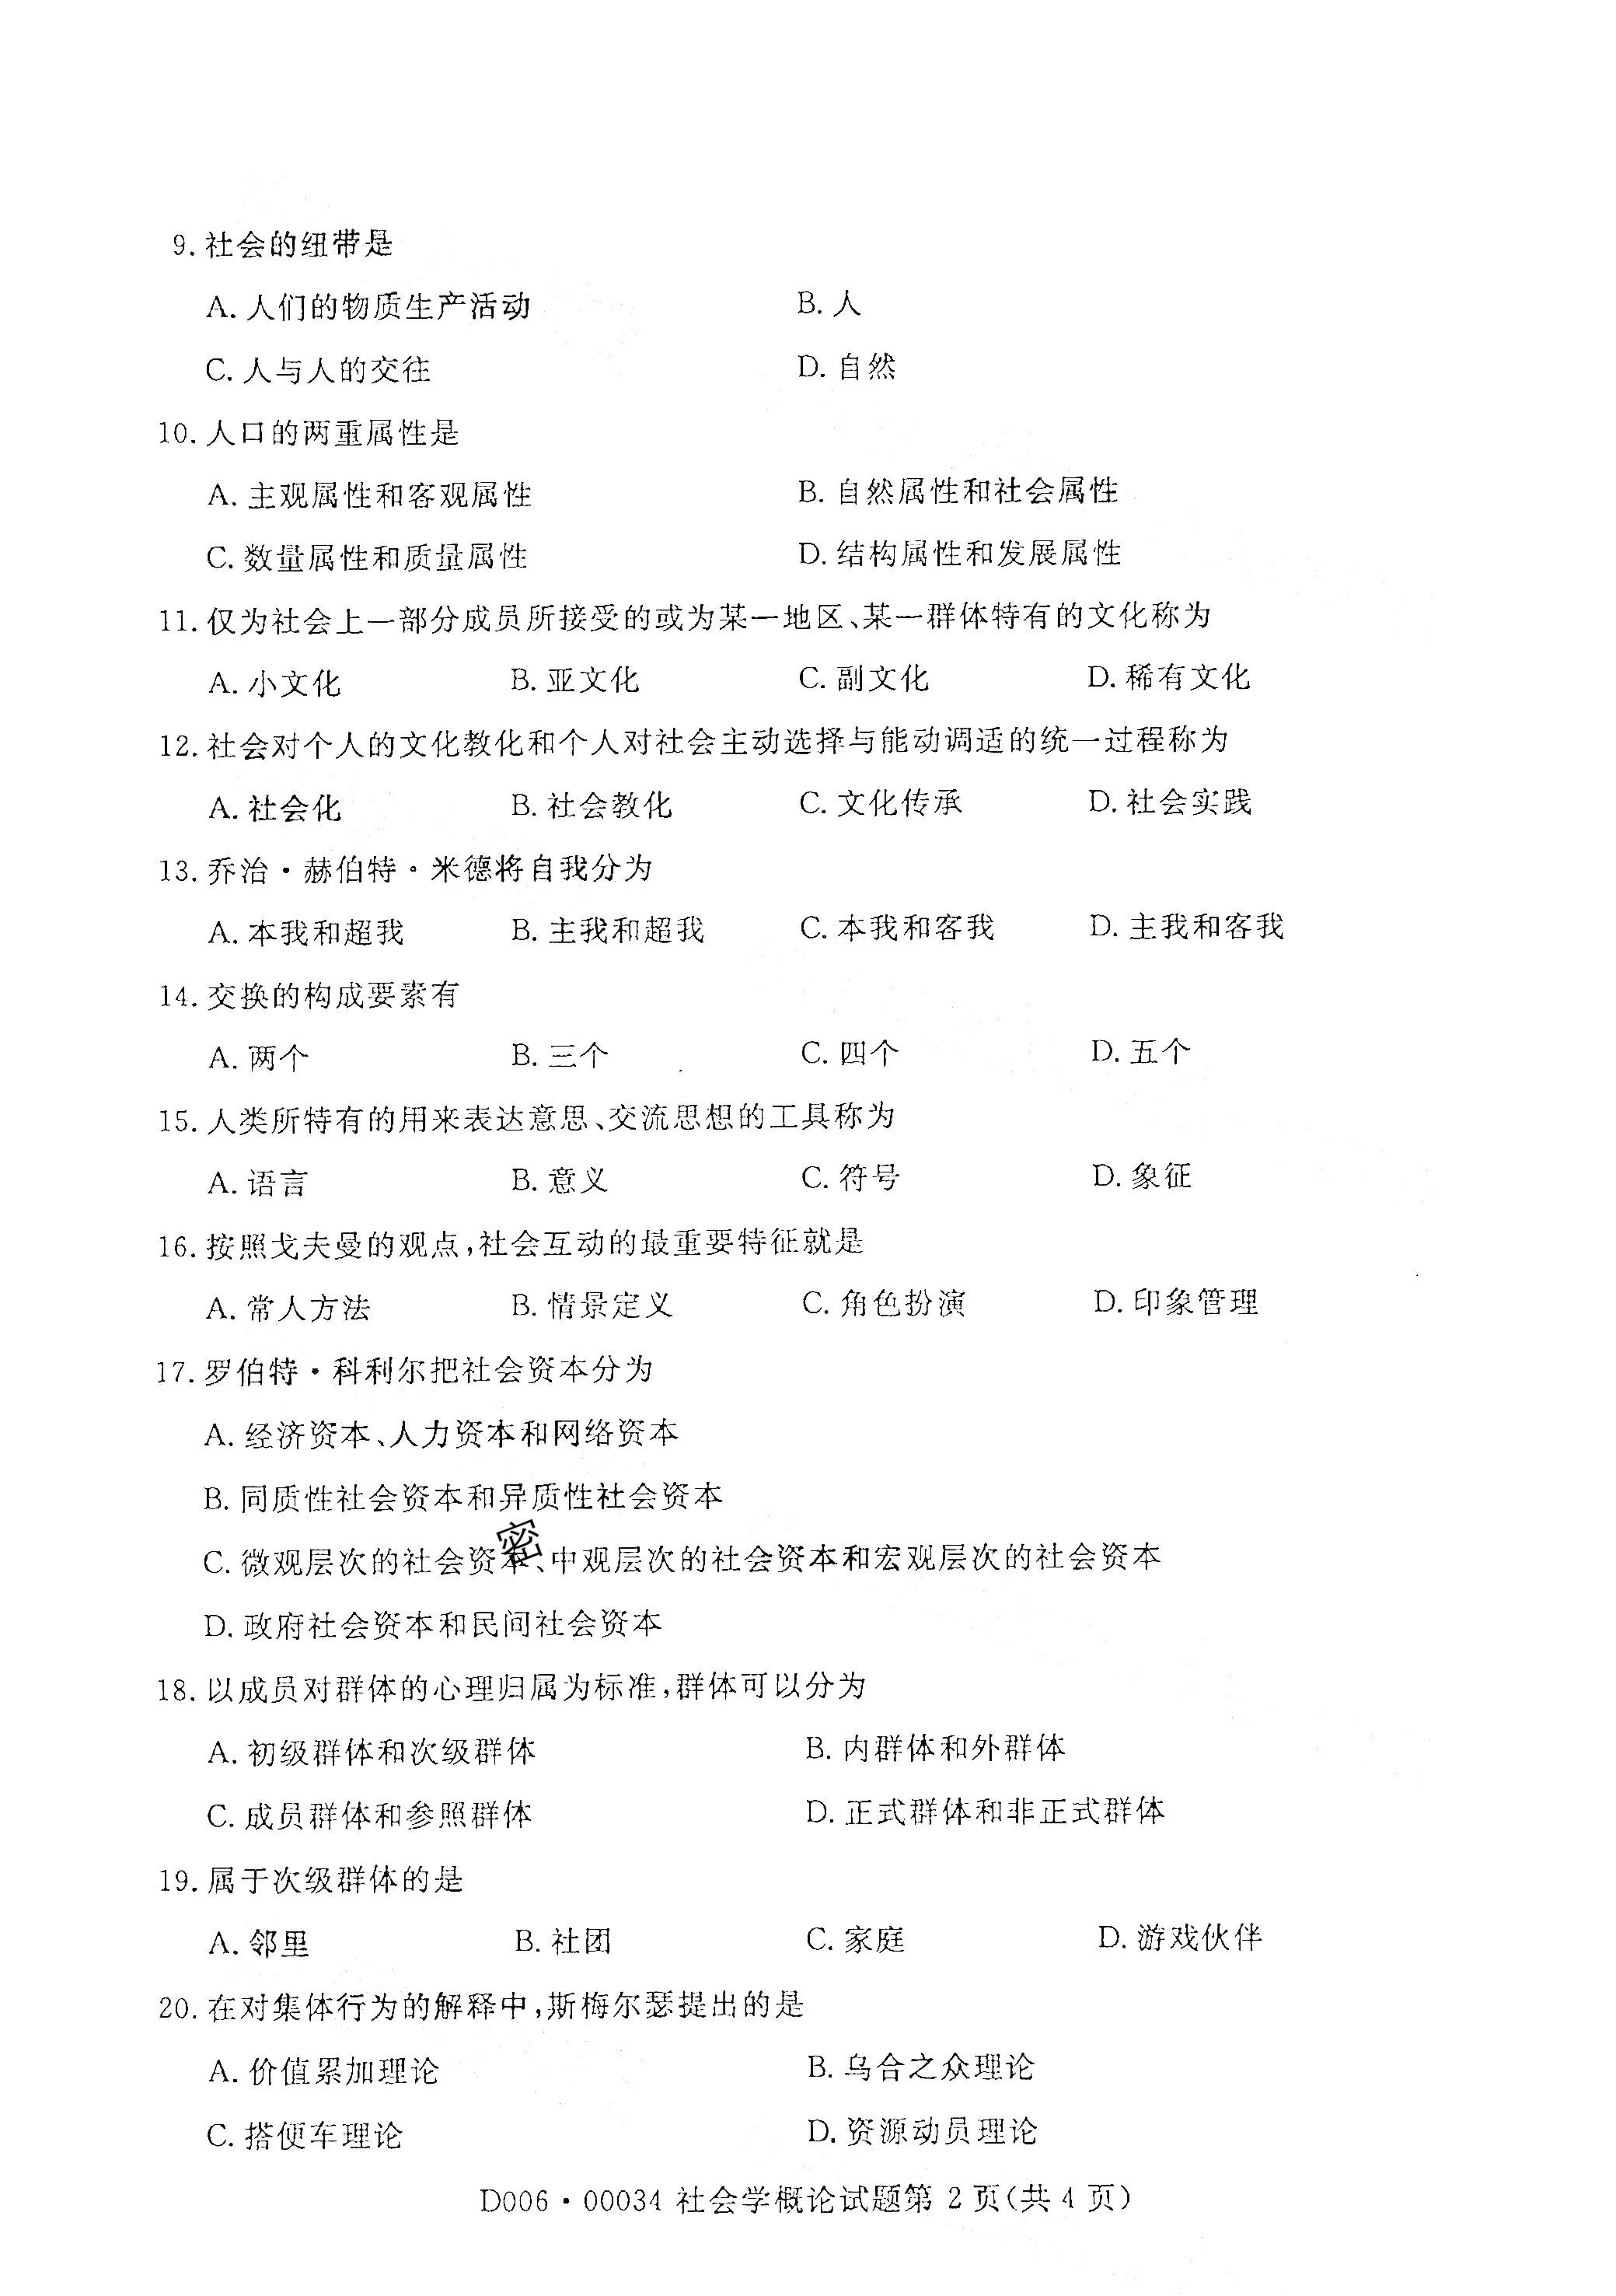 9. 社会的纽带是
A. 人们的物质生产活动 B. 人
C. 人与人的交往 D. 自然
10. 人口的两重属性是
A. 主观属性和客观属性 B. 自然属性和社会属性
C. 数量属性和质量属性 D. 结构属性和发展属性
11. 仅为社会上一部分成员所接受的或为某一地区、某一群体特有的文化称为
A. 小文化 B. 亚文化 C. 副文化 D. 稀有文化
12. 社会对个人的文化教化和个人对社会主动选择与能动调适的统一过程称为
A. 社会化 B. 社会教化 C. 文化传承 D. 社会实践
13. 乔治·赫伯特·米德将自我分为
A. 本我和超我 B. 主我和超我 C. 本我和客我 D. 主我和客我
14. 交换的构成要素有
A. 两个 B. 三个 C. 四个 D. 五个
15. 人类所特有的用来表达意思、交流思想的工具称为
A. 语言 B. 意义 C. 符号 D. 象征
16. 按照戈夫曼的观点,社会互动的最重要特征就是
A. 常人方法 B. 情景定义 C. 角色扮演 D. 印象管理
17. 罗伯特·科利尔把社会资本分为
A. 经济资本、人力资本和网络资本
B. 同质性社会资本和异质性社会资本
密
C. 微观层次的社会资本、中观层次的社会资本和宏观层次的社会资本
D. 政府社会资本和民间社会资本
18. 以成员对群体的心理归属为标准,群体可以分为
A. 初级群体和次级群体 B. 内群体和外群体
C. 成员群体和参照群体 D. 正式群体和非正式群体
19. 属于次级群体的是
A. 邻里 B. 社团 C. 家庭 D. 游戏伙伴
20. 在对集体行为的解释中,斯梅尔瑟提出的是
A. 价值累加理论 B. 乌合之众理论
C. 搭便车理论 D. 资源动员理论
D006·00034 社会学概论试题第 2 页(共 4 页)